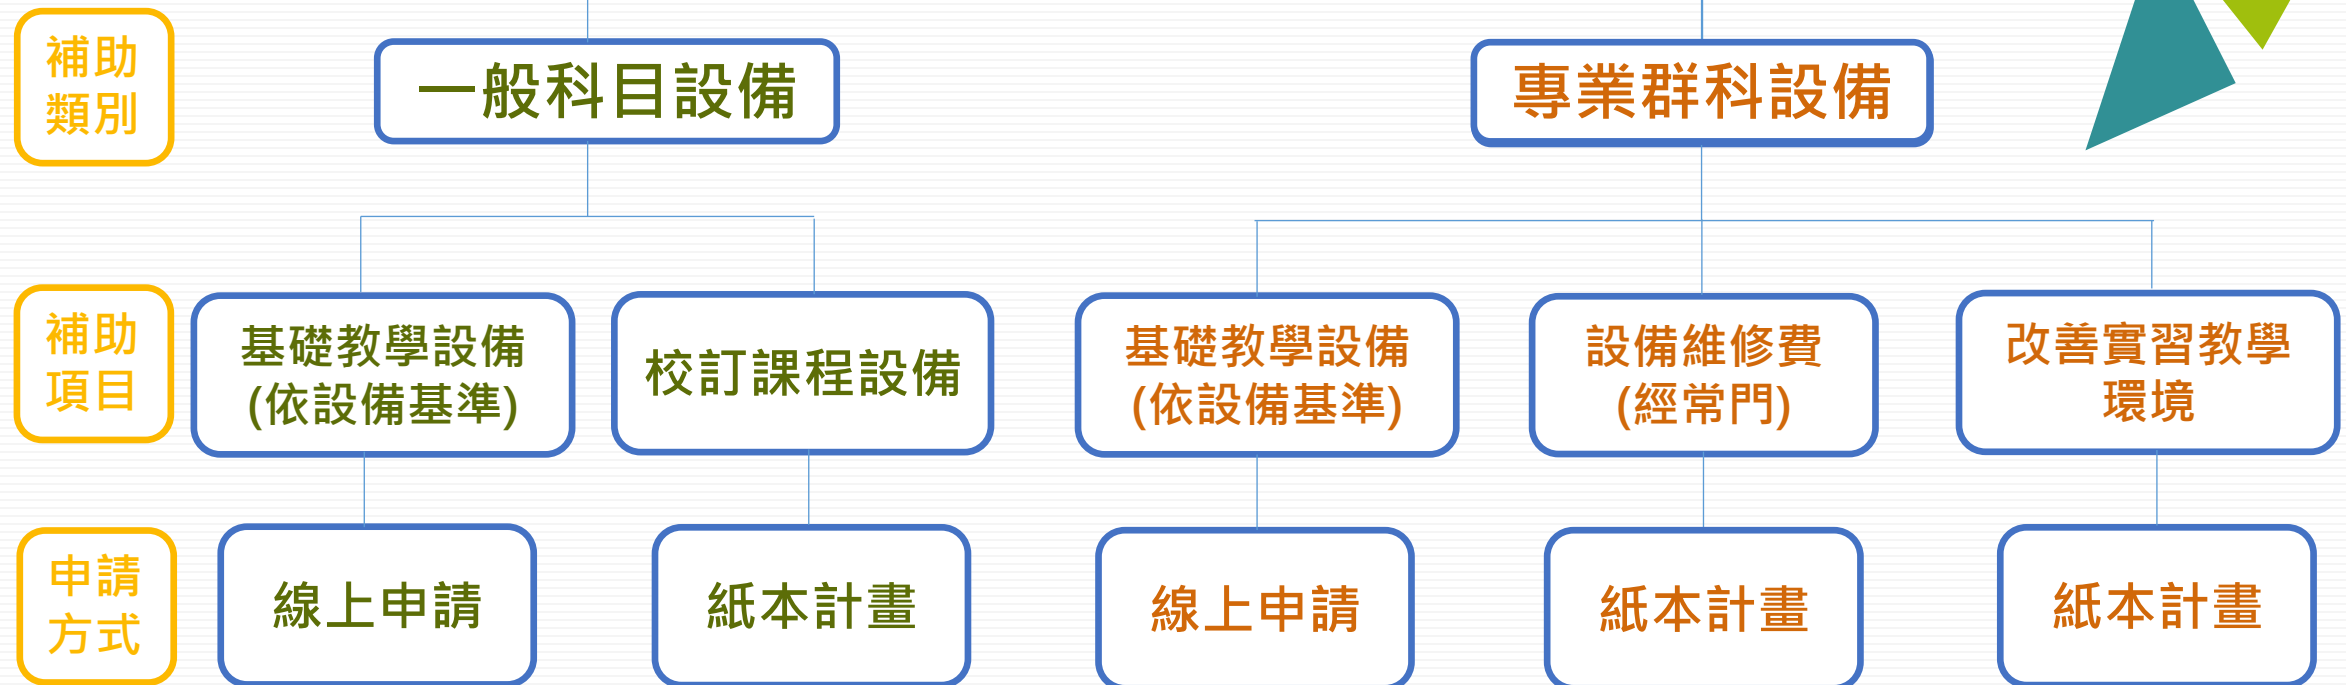 補助
類別
一般科目設備
專業群科設備
補助
項目
基礎教學設備
(依設備基準)
校訂課程設備
基礎教學設備
(依設備基準)
設備維修費
(經常門)
改善實習教學
環境
申請
方式
線上申請
紙本計畫
線上申請
紙本計畫
紙本計畫